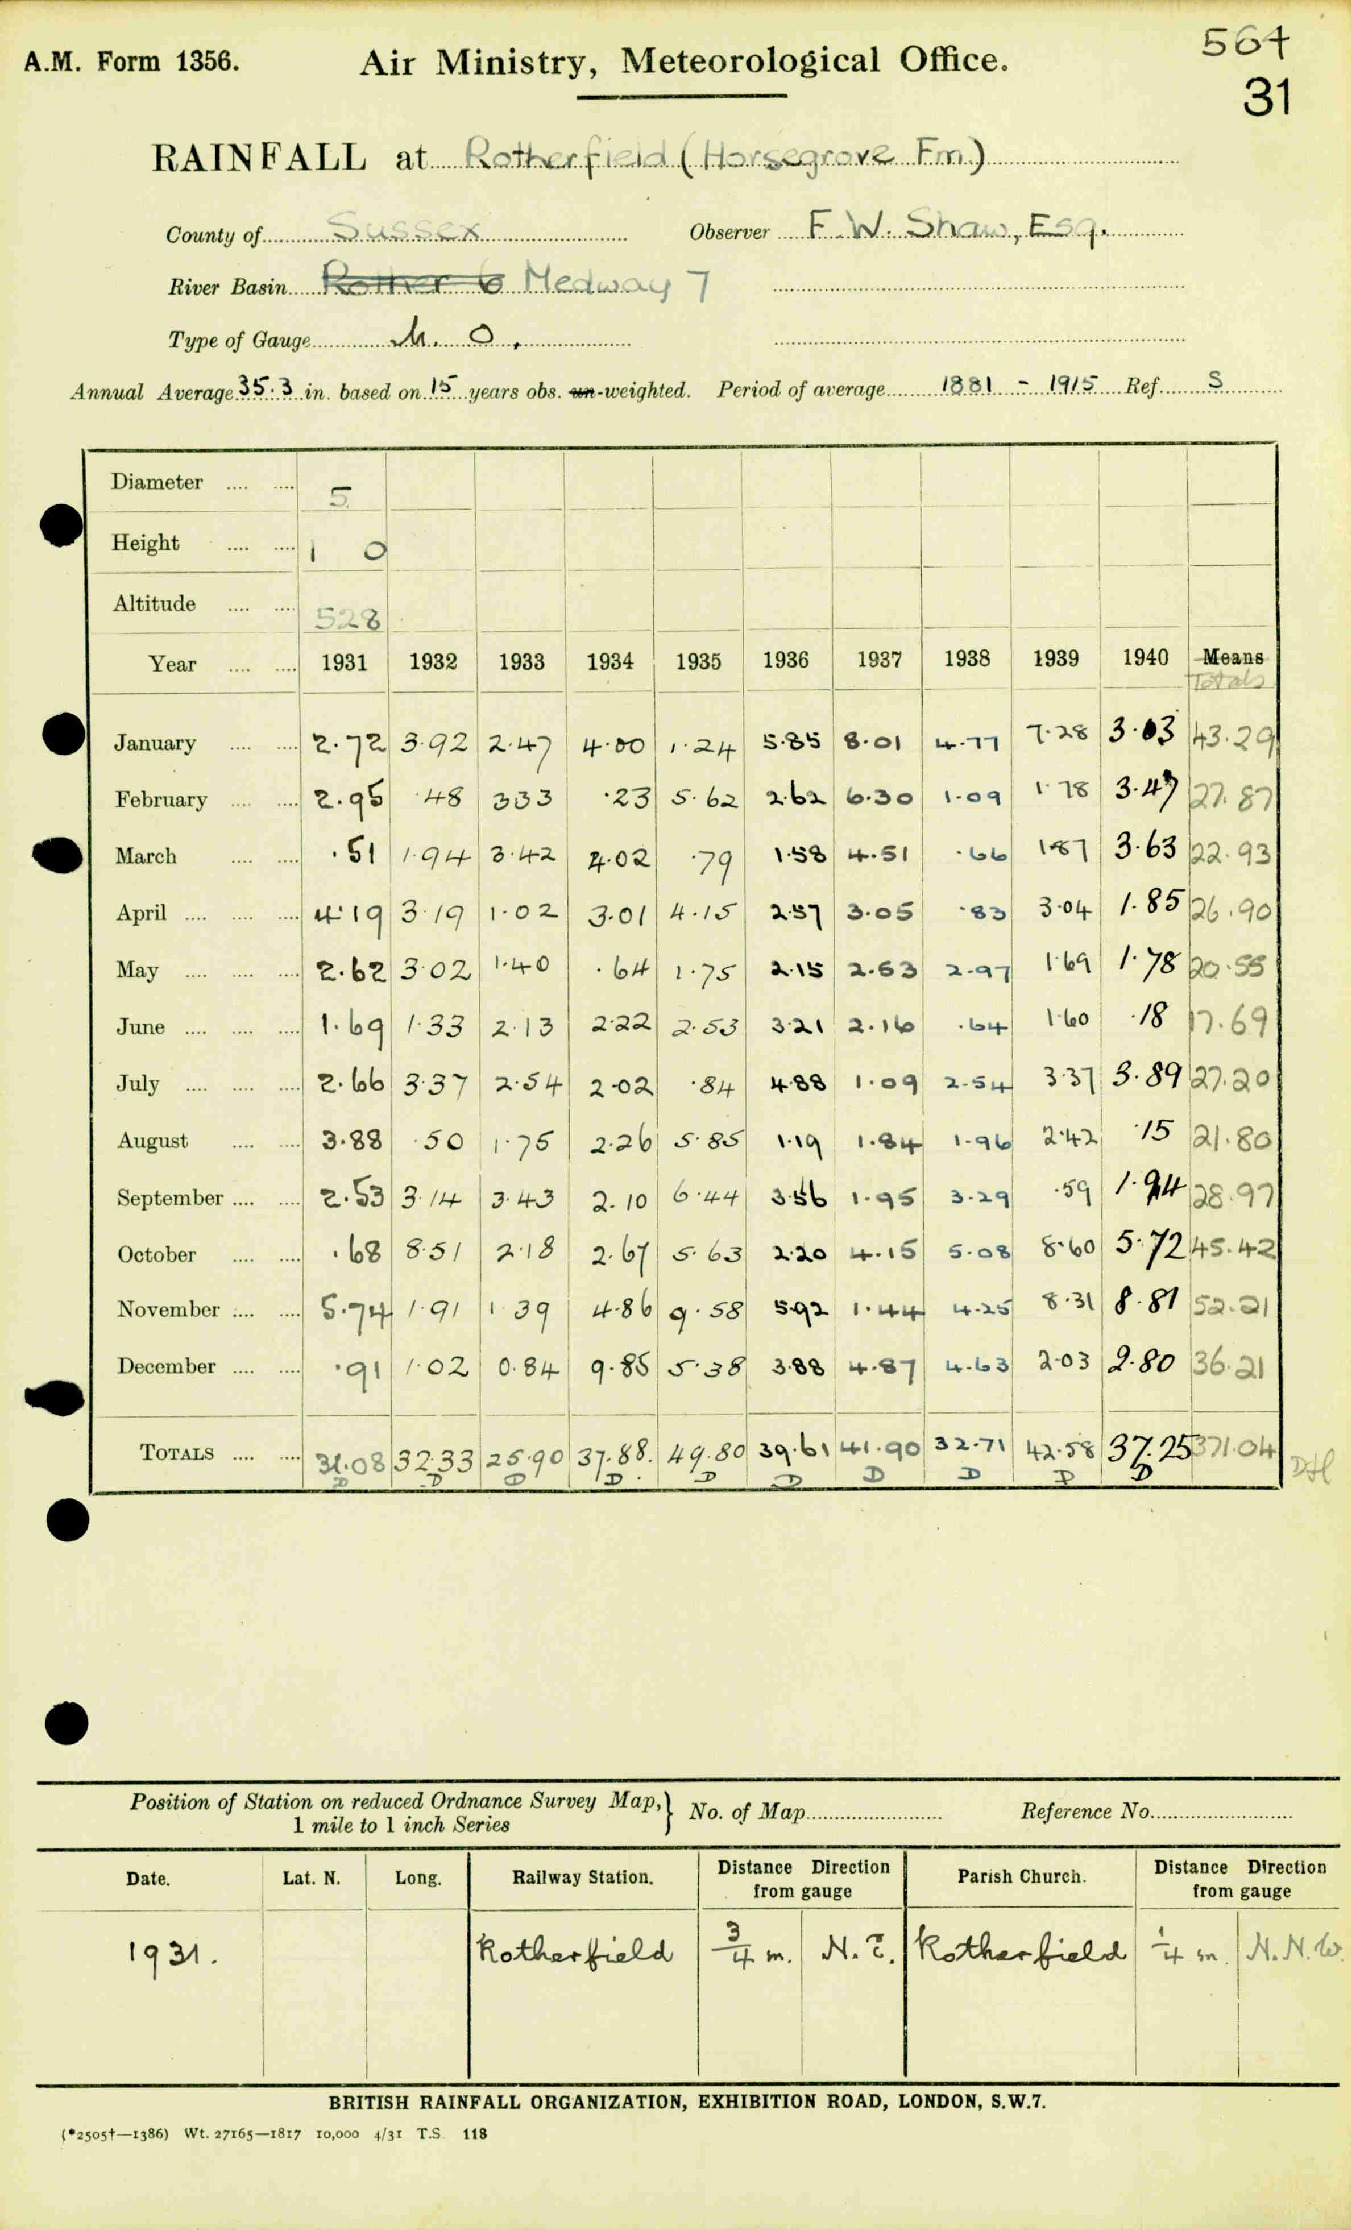 A.M. Form 1356.
Air Ministry, Meteorological Office.
564
31
RAINFALL at Rotherfield (Horsegrove Fm)
County of Sussex Observer F.W. Shaw, Esq.
River Basin Rother 6 Medway 7
Type of Gauge M. O.
Annual Average 35.3 in. based on 15 years obs. un-weighted. Period of average 1881 - 1915 Ref. S
Diameter .... .... 5
Height .... .... 1 0
Altitude .... .... 528
Year .... .... 1931 1932 1933 1934 1935 1936 1937 1938 1939 1940 Means
Totals
January .... .... 2.72 3.92 2.47 4.00 1.24 5.85 8.01 4.77 7.28 3.03 43.29
February .... .... 2.95 .48 3.33 .23 5.62 2.62 6.30 1.09 1.78 3.47 27.87
March .... .... .51 1.94 3.42 4.02 .79 1.58 4.51 .66 1.87 3.63 22.93
April .... .... .... 4.19 3.19 1.02 3.01 4.15 2.57 3.05 .83 3.04 1.85 26.90
May .... .... .... 2.62 3.02 1.40 .64 1.75 2.15 2.53 2.97 1.69 1.78 20.55
June .... .... .... 1.69 1.33 2.13 2.22 2.53 3.21 2.16 .64 1.60 .18 17.69
July .... .... .... 2.66 3.37 2.54 2.02 .84 4.88 1.09 2.54 3.37 3.89 27.20
August .... .... 3.88 .50 1.75 2.26 5.85 1.19 1.84 1.96 2.42 .15 21.80
September .... .... 2.53 3.14 3.43 2.10 6.44 3.56 1.95 3.29 .59 1.94 28.97
October .... .... .68 8.51 2.18 2.67 5.63 2.20 4.15 5.08 8.60 5.72 45.42
November .... .... 5.74 1.91 1.39 4.86 9.58 5.92 1.44 4.25 8.31 8.81 52.21
December .... .... .91 1.02 0.84 9.85 5.38 3.88 4.87 4.63 2.03 2.80 36.21
TOTALS .... .... 31.08 32.33 25.90 37.88. 49.80 39.61 41.90 32.71 42.58 37.25 371.04
D D D D D D D D D D
Position of Station on reduced Ordnance Survey Map, } No. of Map Reference No.
1 mile to 1 inch Series
Date. Lat. N. Long. Railway Station. Distance Direction Parish Church. Distance Direction
from gauge from gauge
1931. Rotherfield 3/4 m. N.E. Rotherfield 1/4 m. N.N.W.
BRITISH RAINFALL ORGANIZATION, EXHIBITION ROAD, LONDON, S.W.7.
(*2505†—1386) Wt. 27165—1817 10,000 4/31 T.S. 118